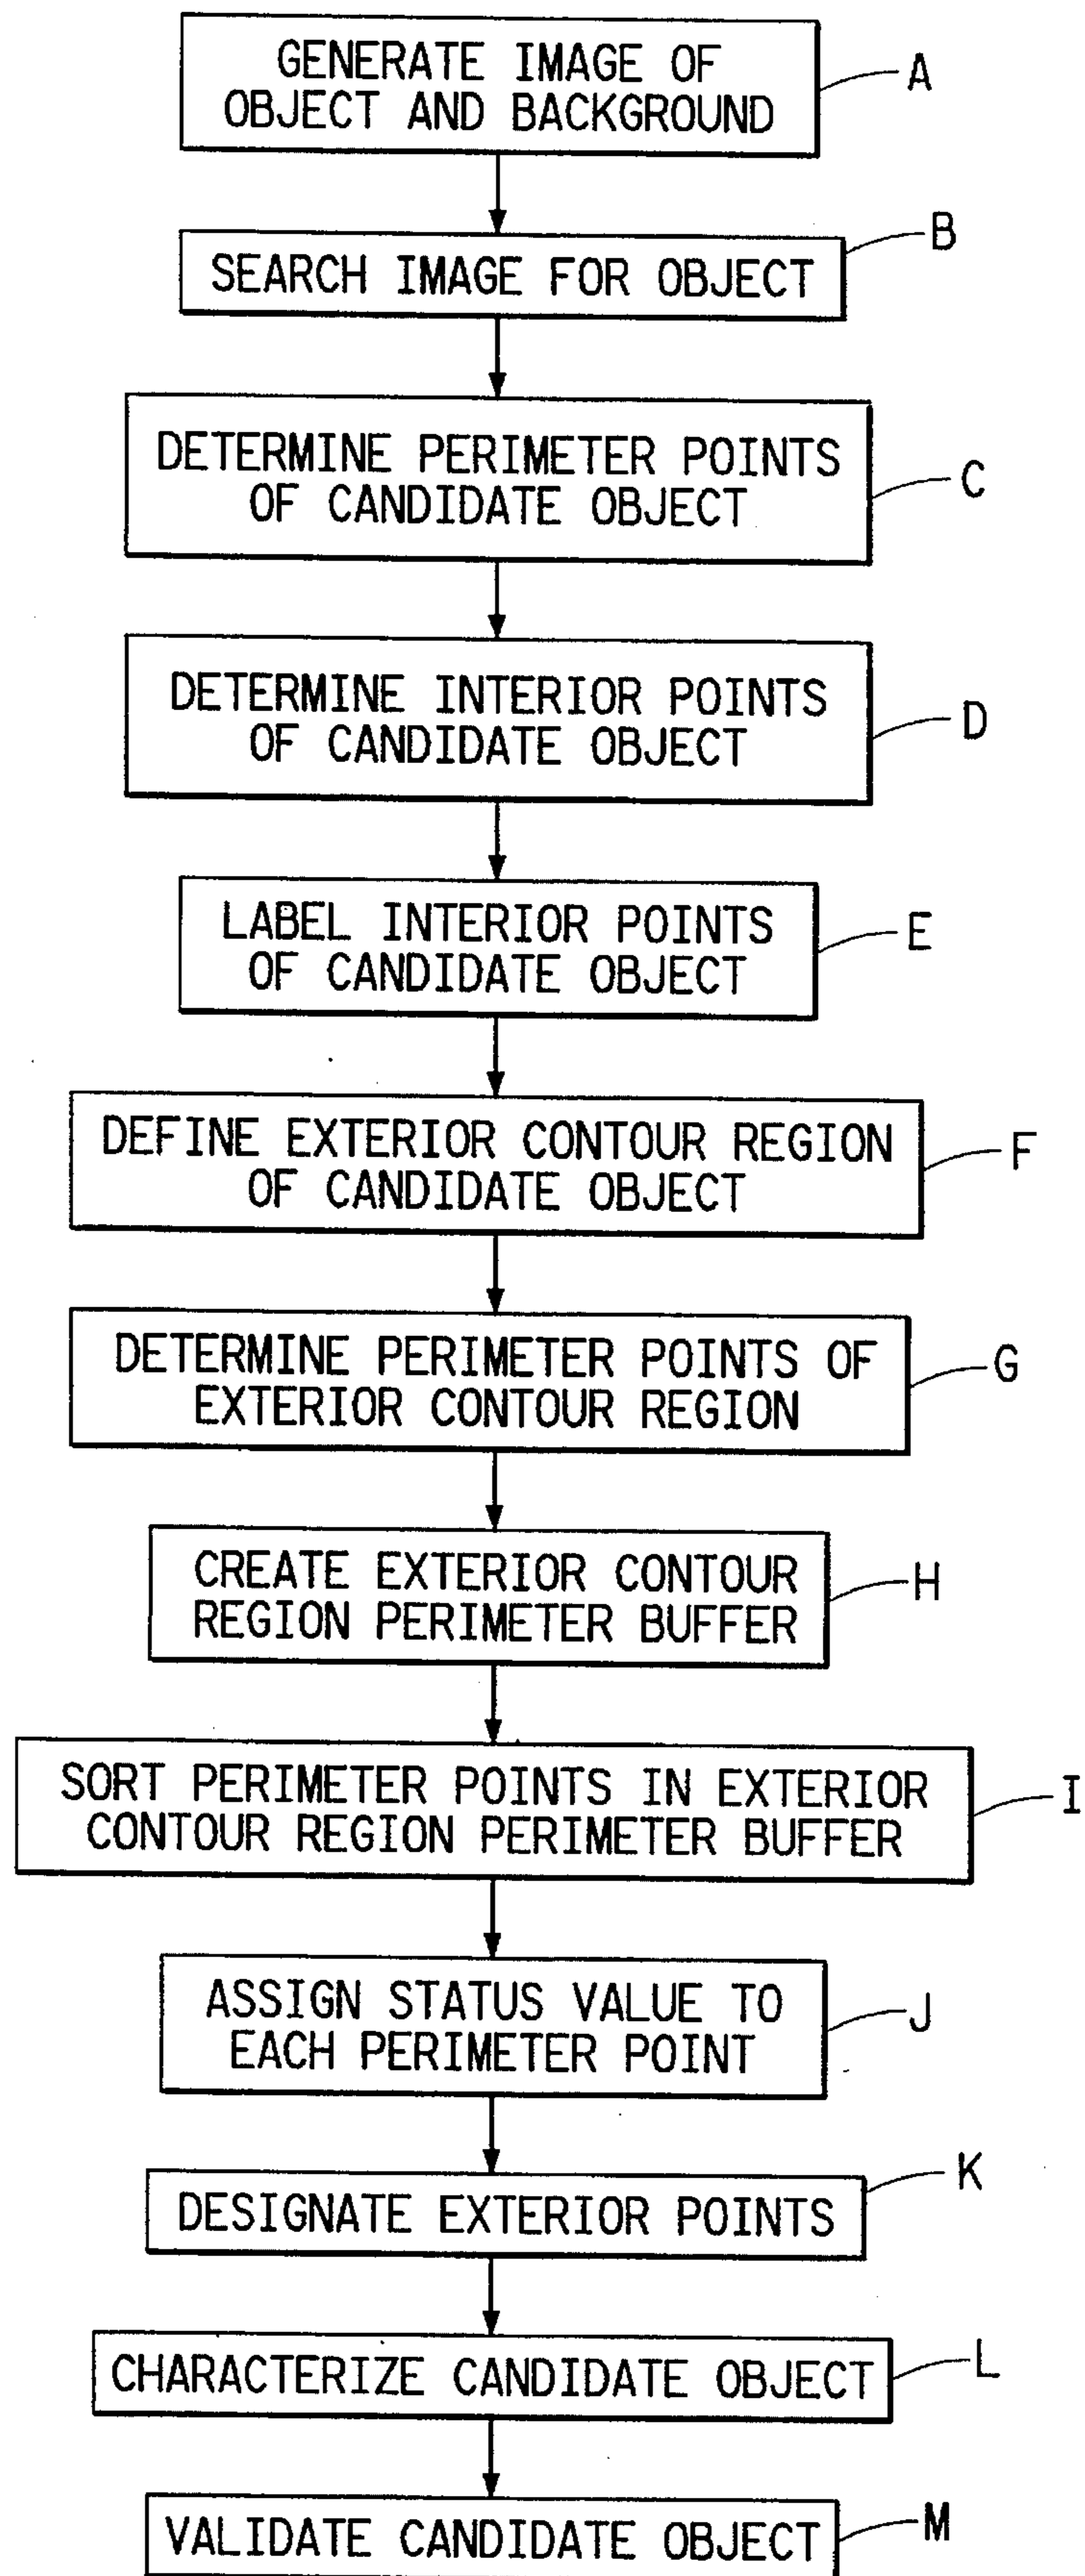 GENERATE IMAGE OF
OBJECT AND BACKGROUND
A
SEARCH IMAGE FOR OBJECT
B
DETERMINE PERIMETER POINTS
OF CANDIDATE OBJECT
C
DETERMINE INTERIOR POINTS
OF CANDIDATE OBJECT
D
LABEL INTERIOR POINTS
OF CANDIDATE OBJECT
E
DEFINE EXTERIOR CONTOUR REGION
OF CANDIDATE OBJECT
F
DETERMINE PERIMETER POINTS OF
EXTERIOR CONTOUR REGION
G
CREATE EXTERIOR CONTOUR
REGION PERIMETER BUFFER
H
SORT PERIMETER POINTS IN EXTERIOR
CONTOUR REGION PERIMETER BUFFER
I
ASSIGN STATUS VALUE TO
EACH PERIMETER POINT
J
DESIGNATE EXTERIOR POINTS
K
CHARACTERIZE CANDIDATE OBJECT
L
VALIDATE CANDIDATE OBJECT
M